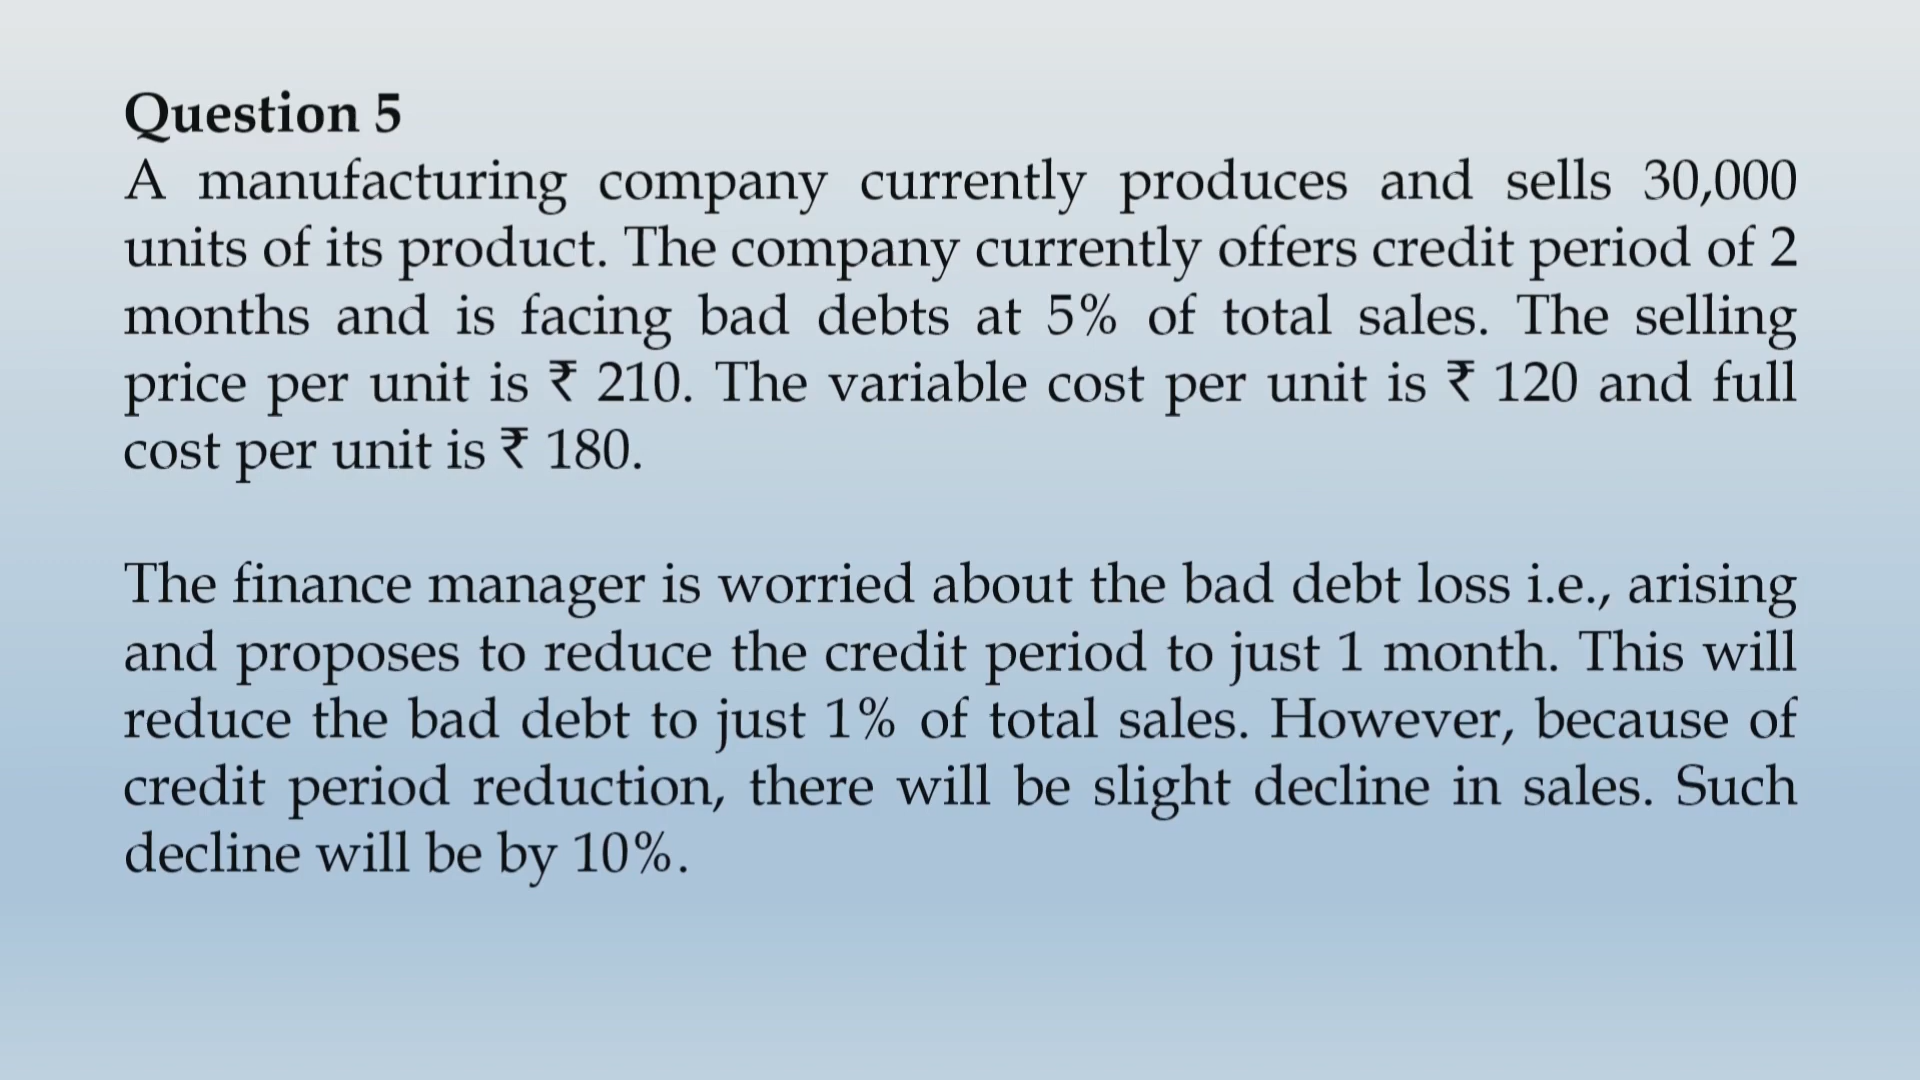 Question 5
A manufacturing company currently produces and sells 30,000
units of its product. The company currently offers credit period of 2
months and is facing bad debts at 5% of total sales. The selling
price per unit is ₹ 210. The variable cost per unit is ₹ 120 and full
cost per unit is ₹ 180.
The finance manager is worried about the bad debt loss i.e., arising
and proposes to reduce the credit period to just 1 month. This will
reduce the bad debt to just 1% of total sales. However, because of
credit period reduction, there will be slight decline in sales. Such
decline will be by 10%.